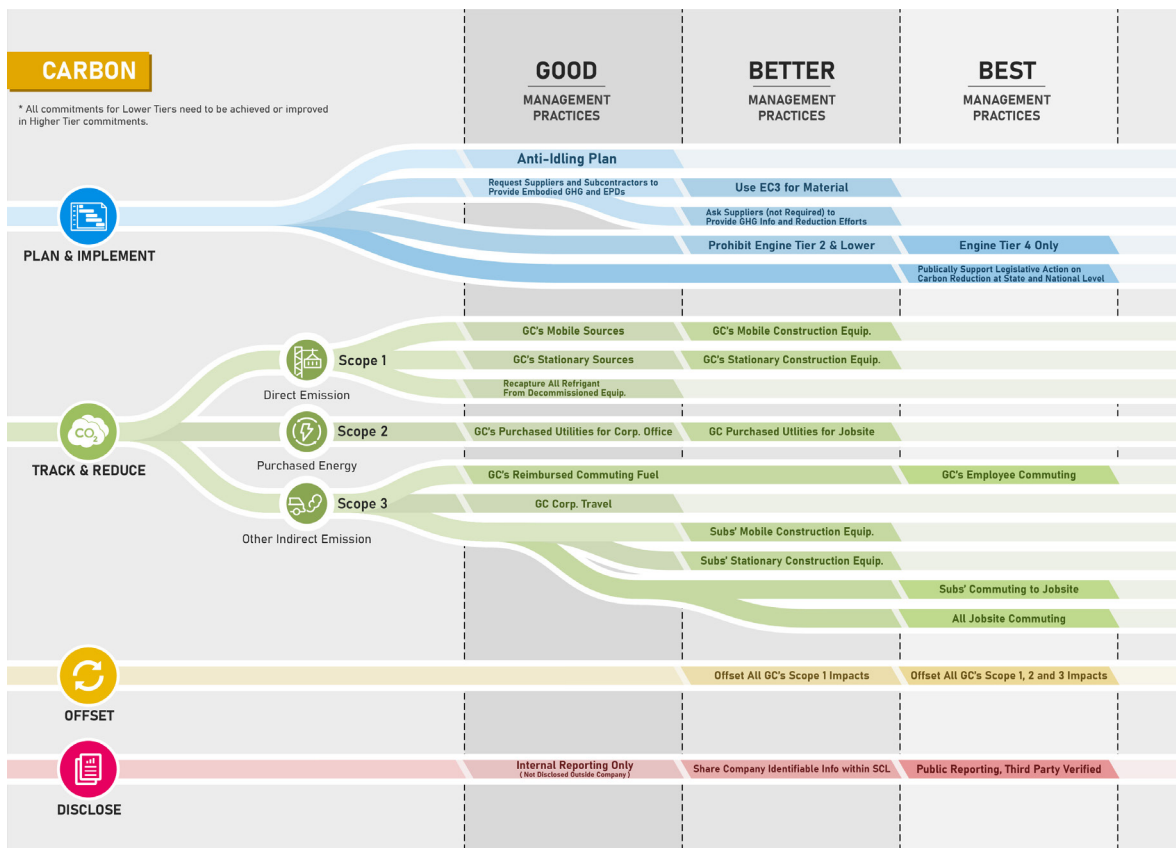 CARBON
* All commitments for Lower Tiers need to be achieved or improved
in Higher Tier commitments.
GOOD
MANAGEMENT
PRACTICES
BETTER
MANAGEMENT
PRACTICES
BEST
MANAGEMENT
PRACTICES
PLAN & IMPLEMENT
Anti-Idling Plan
Request Suppliers and Subcontractors to
Provide Embodied GHG and EPDs
Use EC3 for Material
Ask Suppliers (not Required) to
Provide GHG Info and Reduction Efforts
Prohibit Engine Tier 2 & Lower
Engine Tier 4 Only
Publically Support Legislative Action on
Carbon Reduction at State and National Level
CO2
TRACK & REDUCE
Scope 1
Direct Emission
GC's Mobile Sources
GC's Mobile Construction Equip.
GC's Stationary Sources
GC's Stationary Construction Equip.
Recapture All Refrigant
From Decommissioned Equip.
Scope 2
Purchased Energy
GC's Purchased Utilities for Corp. Office
GC Purchased Utlities for Jobsite
Scope 3
Other Indirect Emission
GC's Reimbursed Commuting Fuel
GC's Employee Commuting
GC Corp. Travel
Subs' Mobile Construction Equip.
Subs' Stationary Construction Equip.
Subs' Commuting to Jobsite
All Jobsite Commuting
OFFSET
Offset All GC's Scope 1 Impacts
Offset All GC's Scope 1, 2 and 3 Impacts
DISCLOSE
Internal Reporting Only
( Not Disclosed Outside Company )
Share Company Identifiable Info within SCL
Public Reporting, Third Party Verified